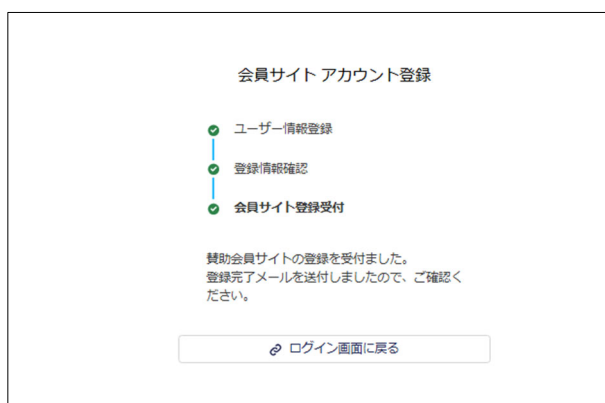 会員サイト アカウント登録
ユーザー情報登録
登録情報確認
会員サイト登録受付
賛助会員サイトの登録を受付ました。
登録完了メールを送付しましたので、ご確認く
ださい。
ログイン画面に戻る